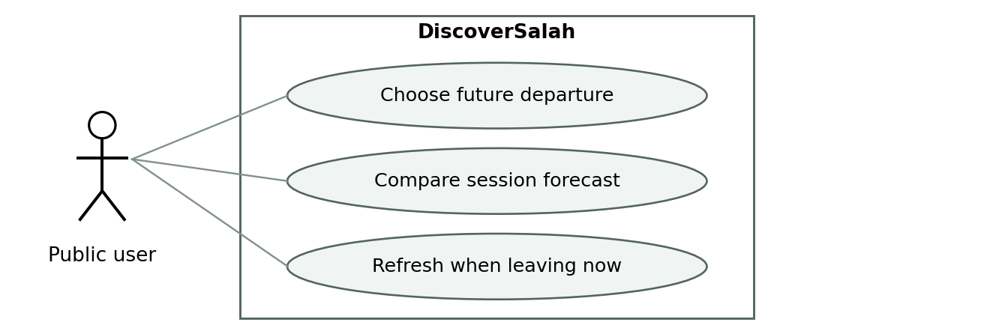 DiscoverSalah
Choose future departure
Compare session forecast
Refresh when leaving now
Public user